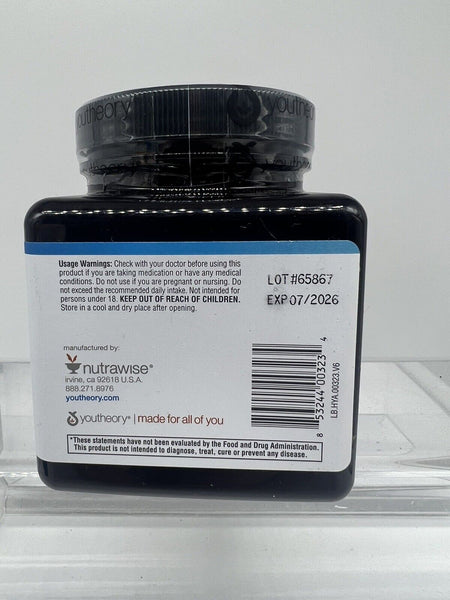 youtheory
youtheory
youtheory
youtheory
Usage Warnings: Check with your doctor before using this
product if you are taking medication or have any medical
conditions. Do not use if you are pregnant or nursing. Do
not exceed the recommended daily intake. Not intended for
persons under 18. KEEP OUT OF REACH OF CHILDREN.
Store in a cool and dry place after opening.
LOT#65867
EXP07/2026
manufactured by:
nutrawise®
irvine, ca 92618 U.S.A.
888.271.8976
youtheory.com
youtheory® | made for all of you
8 53244 00323 4
LB.HYA.00323.V6
*These statements have not been evaluated by the Food and Drug Administration.
This product is not intended to diagnose, treat, cure or prevent any disease.